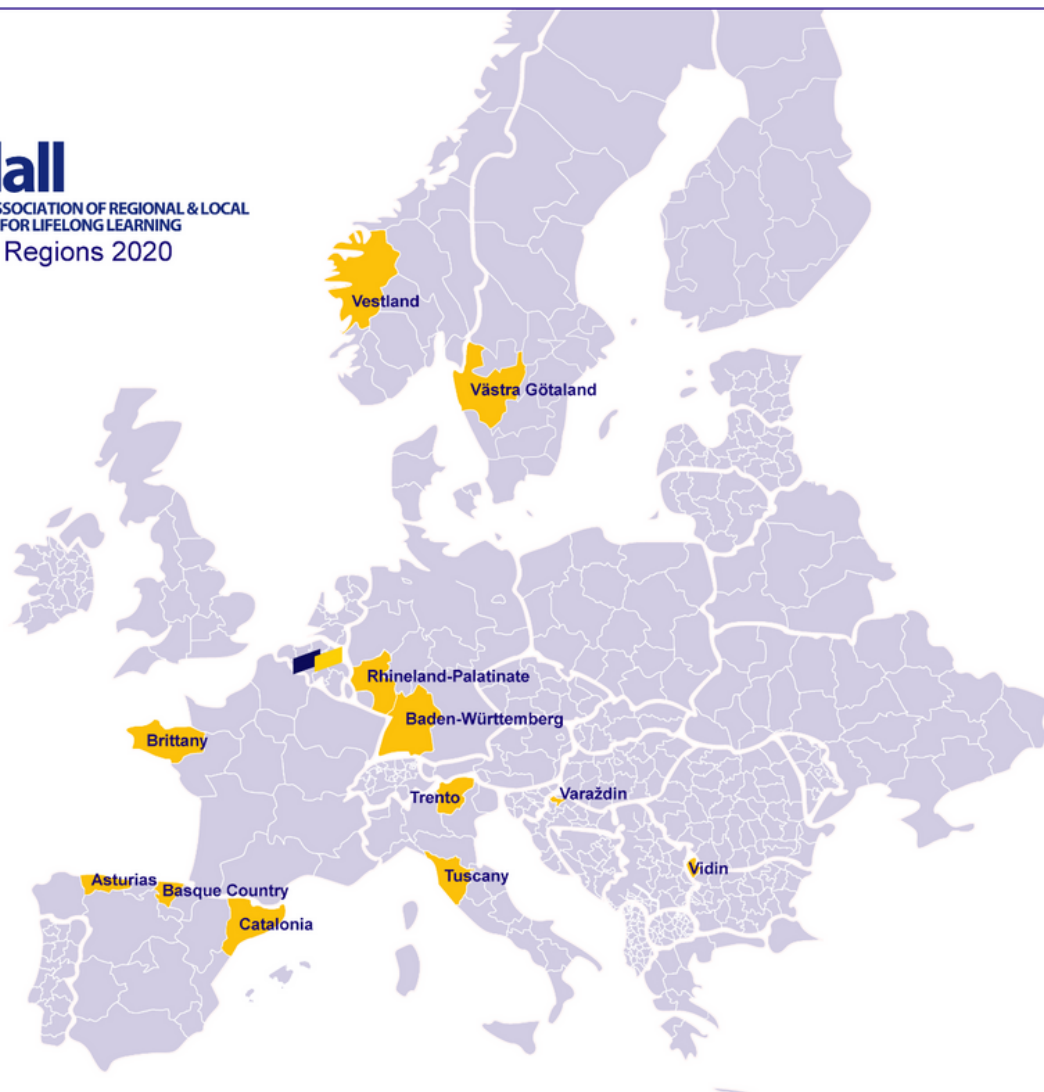 lall
SSOCIATION OF REGIONAL & LOCAL
FOR LIFELONG LEARNING
Regions 2020
Vestland
Västra Götaland
Rhineland-Palatinate
Baden-Württemberg
Brittany
Trento
Varaždin
Vidin
Tuscany
Asturias
Basque Country
Catalonia